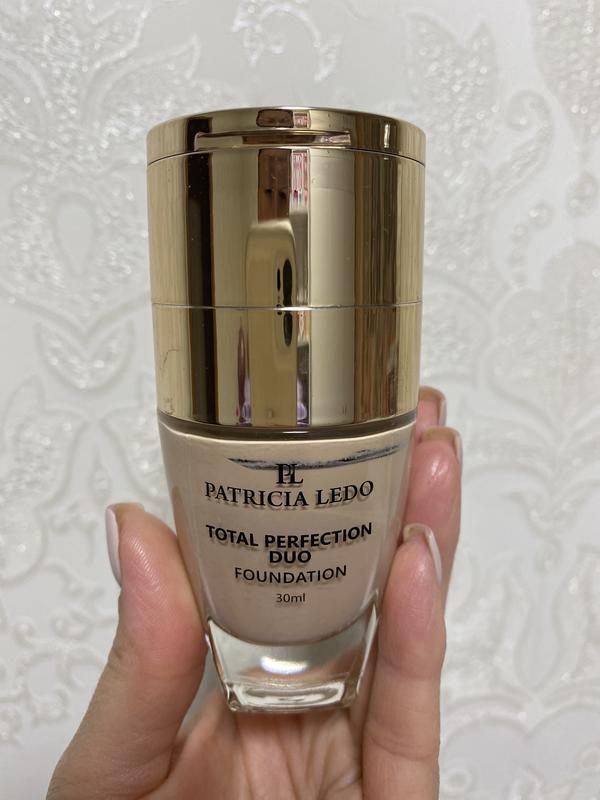 PL
PATRICIA LEDO
TOTAL PERFECTION
DUO
FOUNDATION
30ml